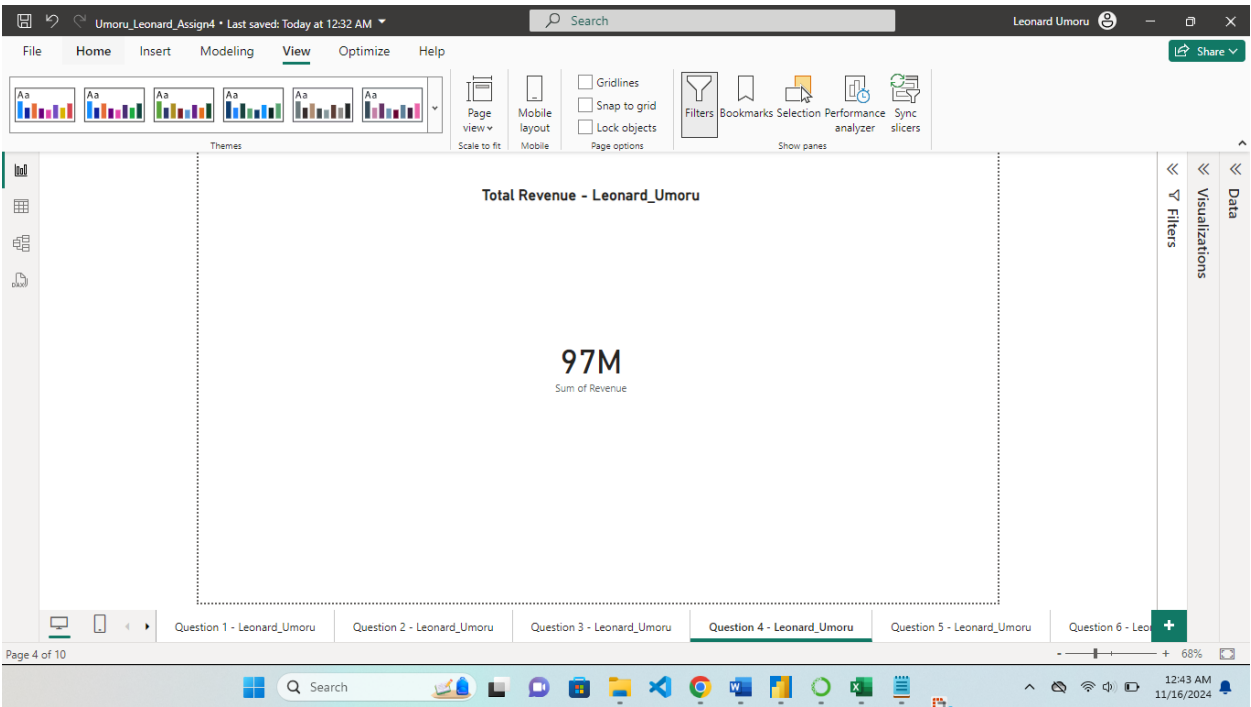 Umoru_Leonard_Assign4 • Last saved: Today at 12:32 AM
Search
Leonard Umoru
File Home Insert Modeling View Optimize Help
Share
Aa Aa Aa Aa Aa Aa
Themes
Page view
Scale to fit
Mobile layout
Mobile
Gridlines
Snap to grid
Lock objects
Page options
Filters
Bookmarks
Selection
Performance analyzer
Sync slicers
Show panes
Total Revenue - Leonard_Umoru
97M
Sum of Revenue
Filters
Visualizations
Data
Question 1 - Leonard_Umoru
Question 2 - Leonard_Umoru
Question 3 - Leonard_Umoru
Question 4 - Leonard_Umoru
Question 5 - Leonard_Umoru
Question 6 - Leo
Page 4 of 10
- + 68%
Search
12:43 AM
11/16/2024